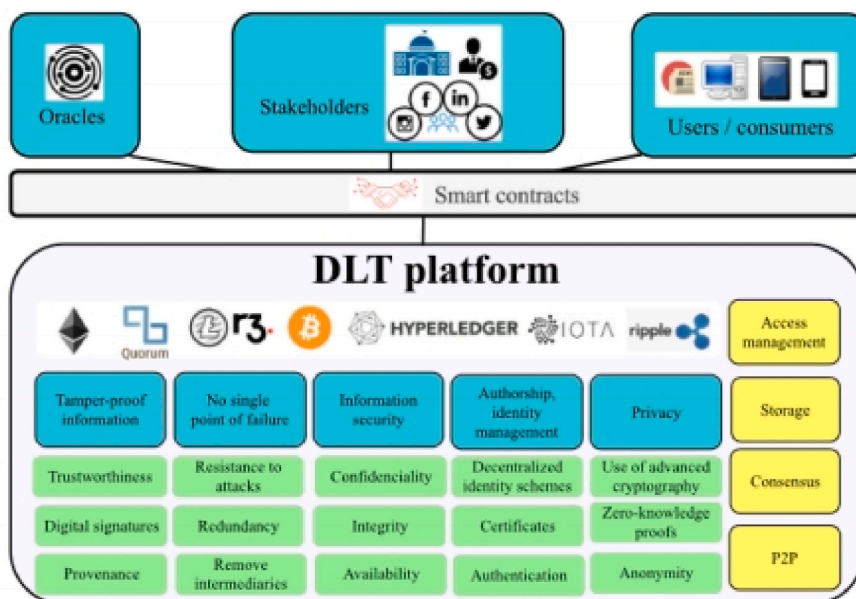 Oracles
Stakeholders
Users / consumers
Smart contracts
DLT platform
Quorum
r3.
HYPERLEDGER
IOTA
ripple
Access
management
Tamper-proof
information
No single
point of failure
Information
security
Authorship,
identity
management
Privacy
Storage
Trustworthiness
Resistance to
attacks
Confidenciality
Decentralized
identity schemes
Use of advanced
cryptography
Consensus
Digital signatures
Redundancy
Integrity
Certificates
Zero-knowledge
proofs
P2P
Provenance
Remove
intermediaries
Availability
Authentication
Anonymity